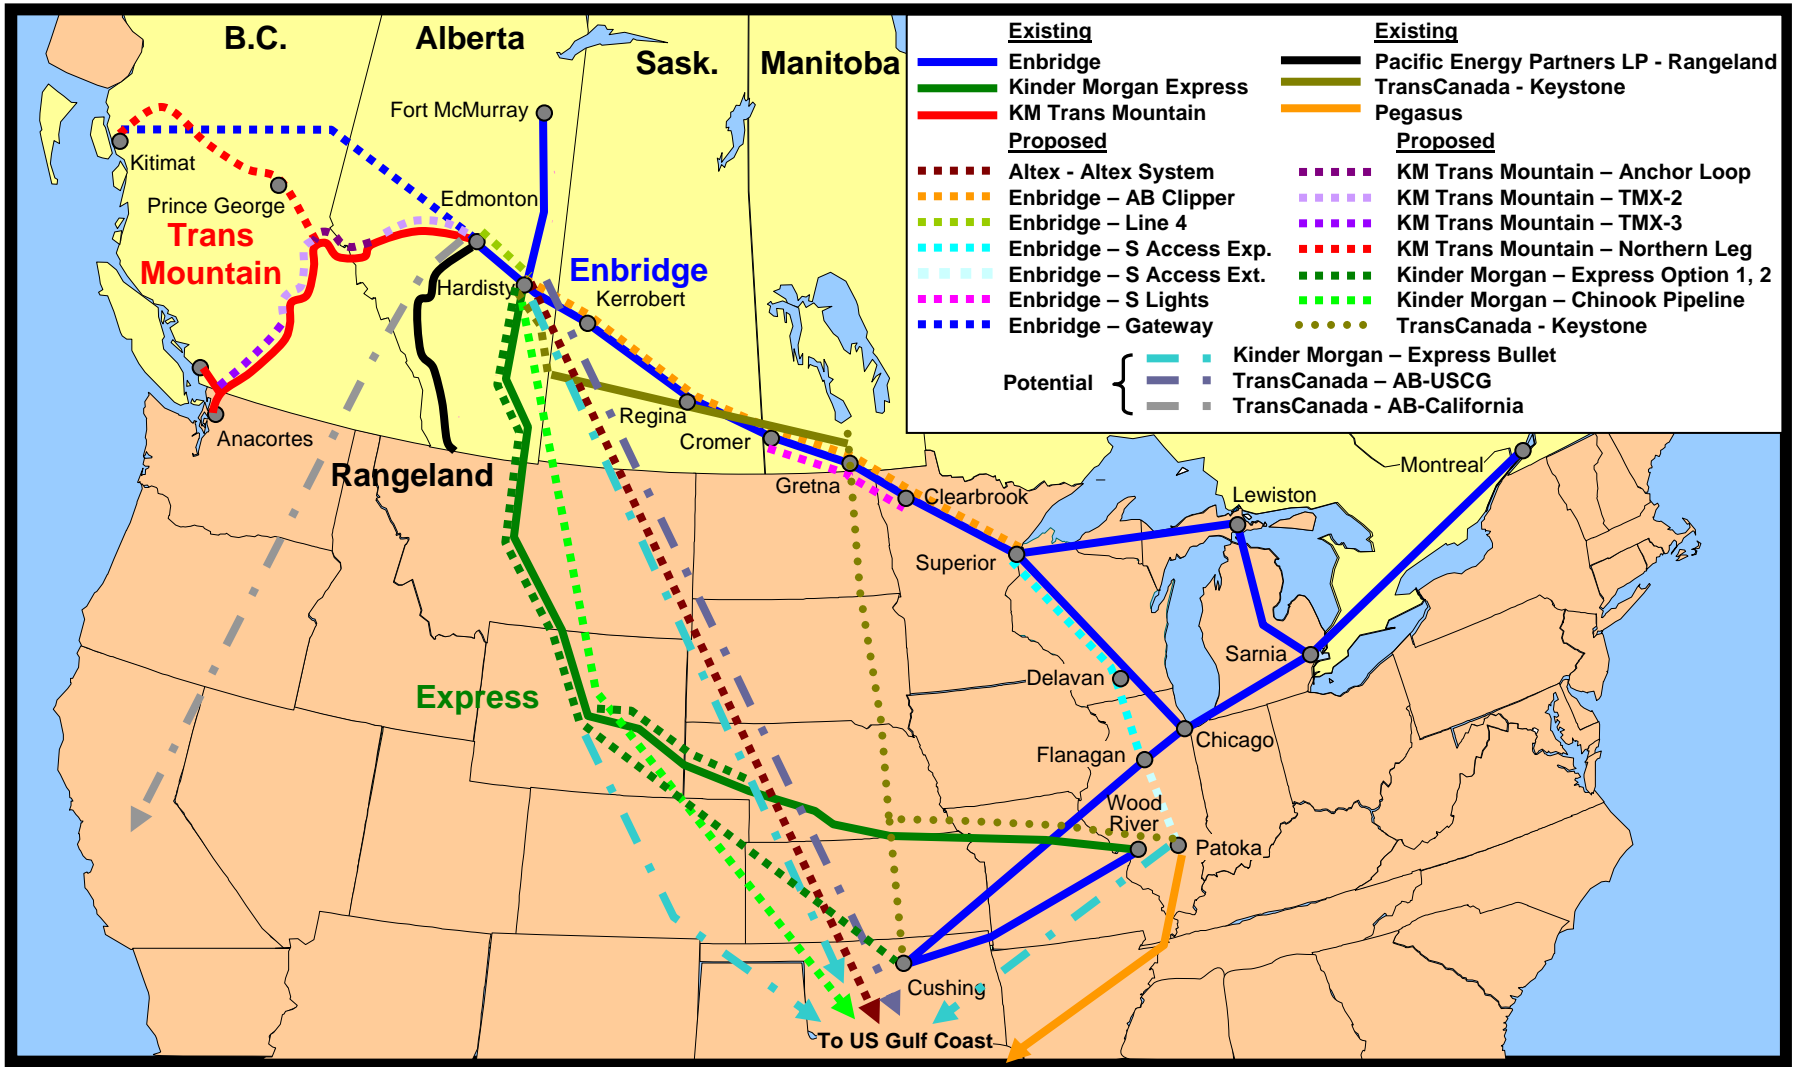 B.C.
Alberta
Sask.
Manitoba
Existing
Enbridge
Kinder Morgan Express
KM Trans Mountain
Proposed
Altex - Altex System
Enbridge – AB Clipper
Enbridge – Line 4
Enbridge – S Access Exp.
Enbridge – S Access Ext.
Enbridge – S Lights
Enbridge – Gateway
Existing
Pacific Energy Partners LP - Rangeland
TransCanada - Keystone
Pegasus
Proposed
KM Trans Mountain – Anchor Loop
KM Trans Mountain – TMX-2
KM Trans Mountain – TMX-3
KM Trans Mountain – Northern Leg
Kinder Morgan – Express Option 1, 2
Kinder Morgan – Chinook Pipeline
TransCanada - Keystone
Potential
Kinder Morgan – Express Bullet
TransCanada – AB-USCG
TransCanada - AB-California
Fort McMurray
Kitimat
Edmonton
Prince George
Trans
Mountain
Enbridge
Hardisty
Kerrobert
Regina
Cromer
Anacortes
Rangeland
Gretna
Clearbrook
Montreal
Lewiston
Superior
Sarnia
Delavan
Express
Chicago
Flanagan
Wood
River
Patoka
Cushing
To US Gulf Coast